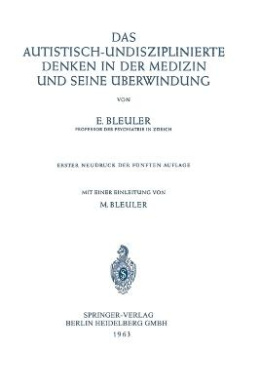 DAS
AUTISTISCH-UNDISZIPLINIERTE
DENKEN IN DER MEDIZIN
UND SEINE ÜBERWINDUNG
VON
E. BLEULER
PROFESSOR DER PSYCHIATRIE IN ZÜRICH
ERSTER NEUDRUCK DER FÜNFTEN AUFLAGE
MIT EINER EINLEITUNG VON
M. BLEULER
SPRINGER-VERLAG
BERLIN HEIDELBERG GMBH
1963